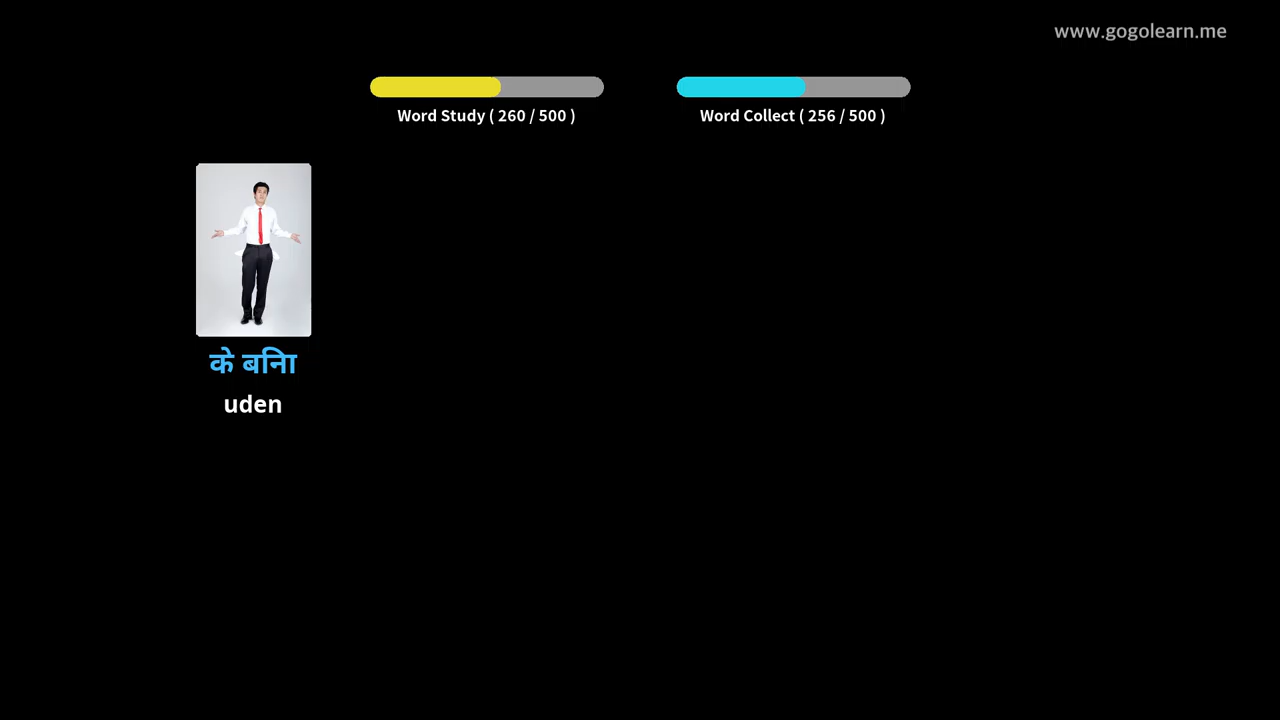 www.gogolearn.me
Word Study ( 260 / 500 )
Word Collect ( 256 / 500 )
के बिना
uden